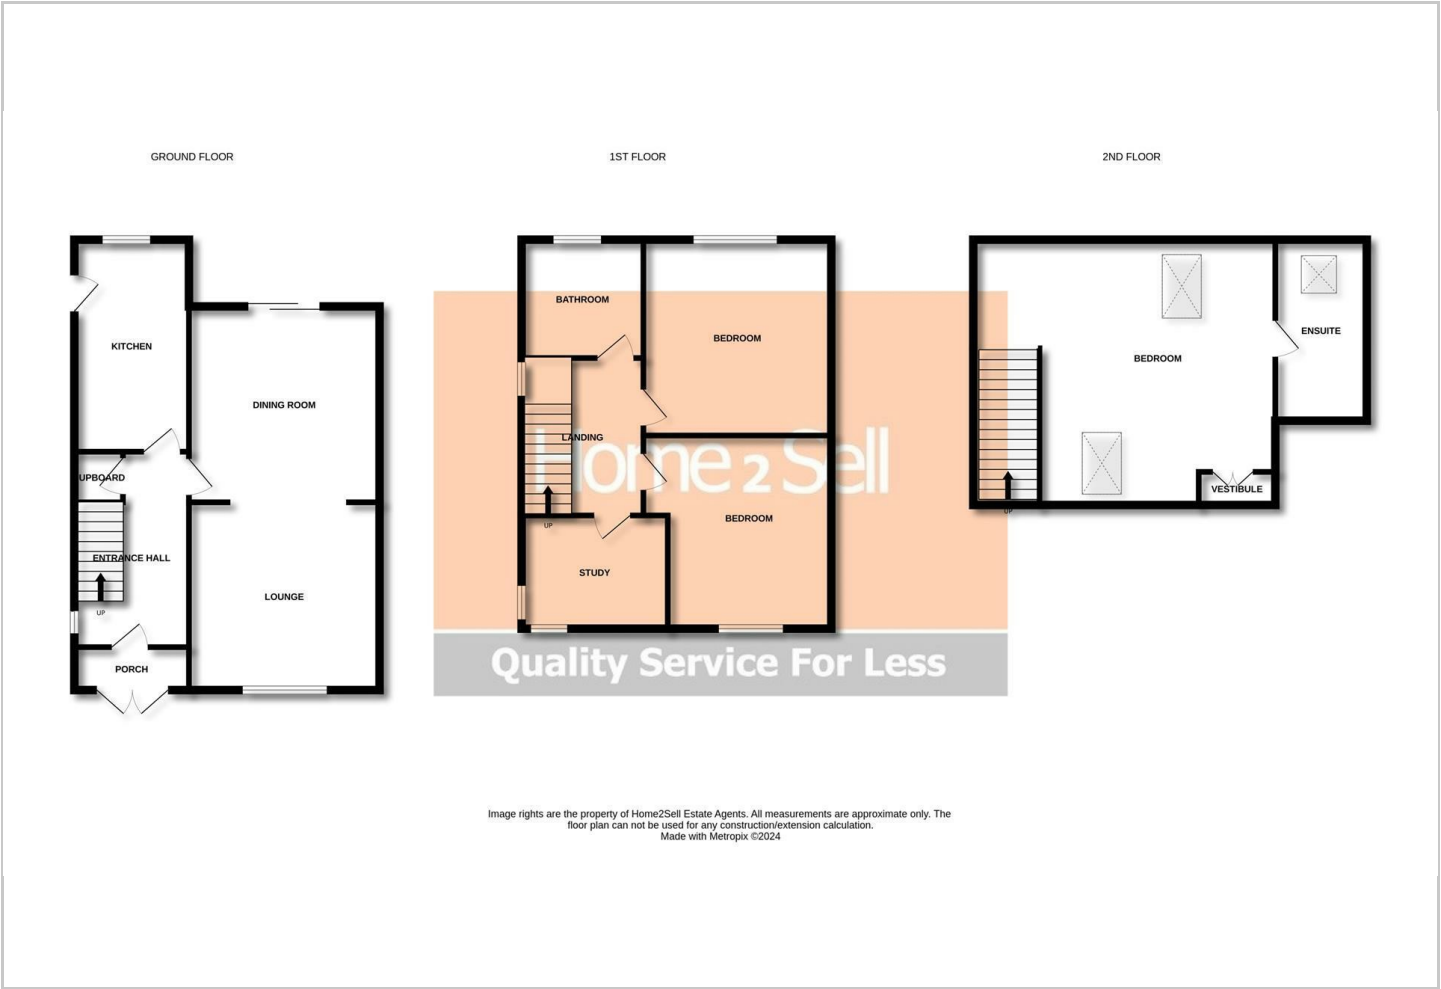 GROUND FLOOR
1ST FLOOR
2ND FLOOR
KITCHEN
DINING ROOM
UPBOARD
ENTRANCE HALL
UP
LOUNGE
PORCH
BATHROOM
BEDROOM
LANDING
BEDROOM
UP
STUDY
BEDROOM
ENSUITE
VESTIBULE
UP
Home 2 Sell
Quality Service For Less
Image rights are the property of Home2Sell Estate Agents. All measurements are approximate only. The
floor plan can not be used for any construction/extension calculation.
Made with Metropix ©2024